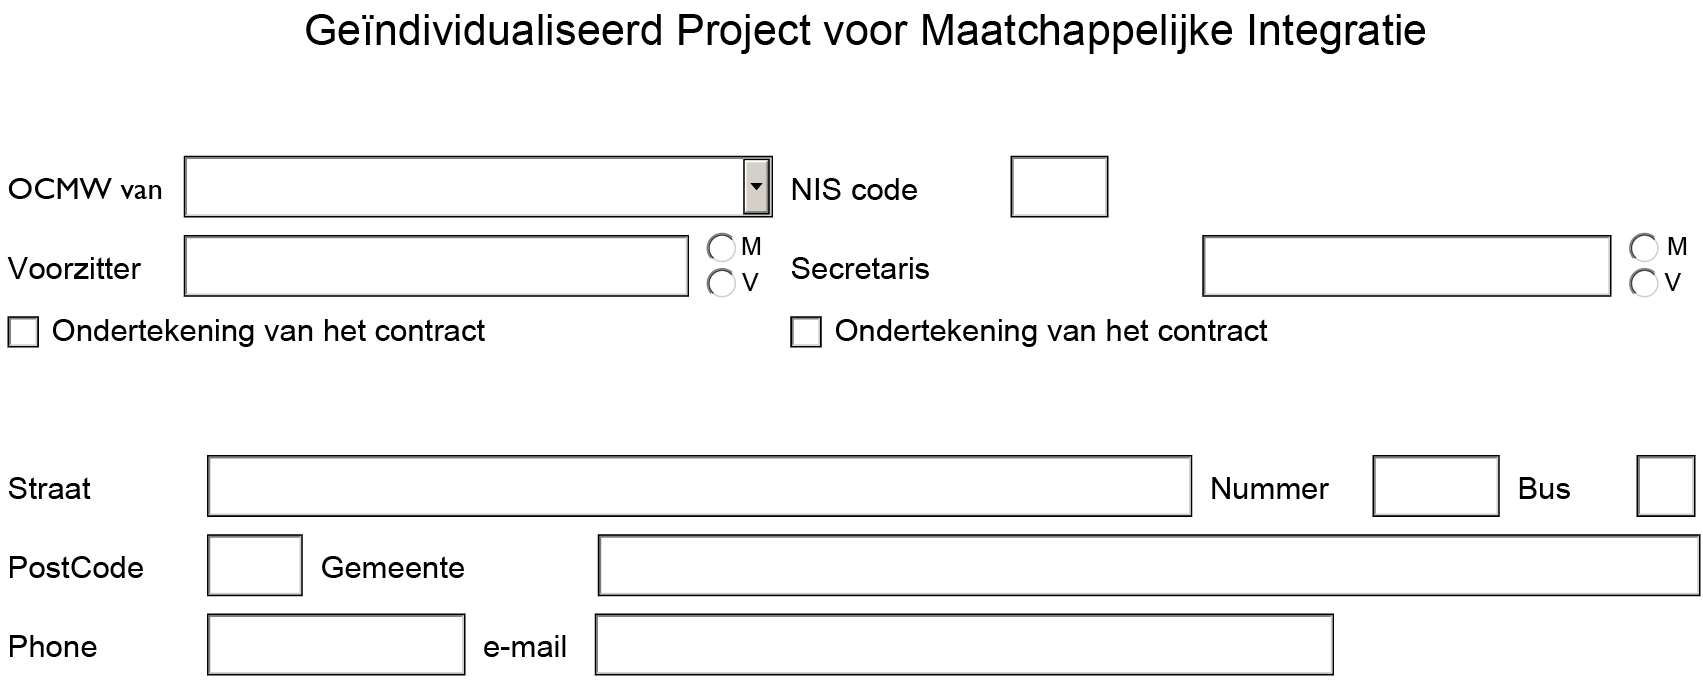 Geïndividualiseerd Project voor Maatchappelijke Integratie
OCMW van NIS code
Voorzitter M V Secretaris M V
Ondertekening van het contract Ondertekening van het contract
Straat Nummer Bus
PostCode Gemeente
Phone e-mail